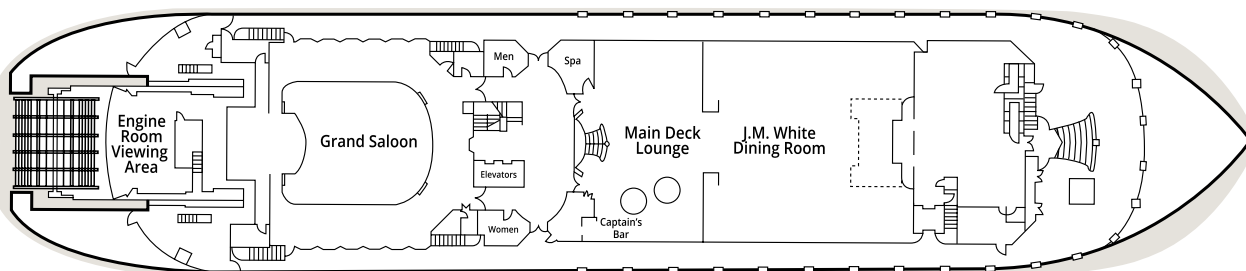 Engine
Room
Viewing
Area
Grand Saloon
Men
Spa
Elevators
Women
Main Deck
Lounge
Captain's
Bar
J.M. White
Dining Room